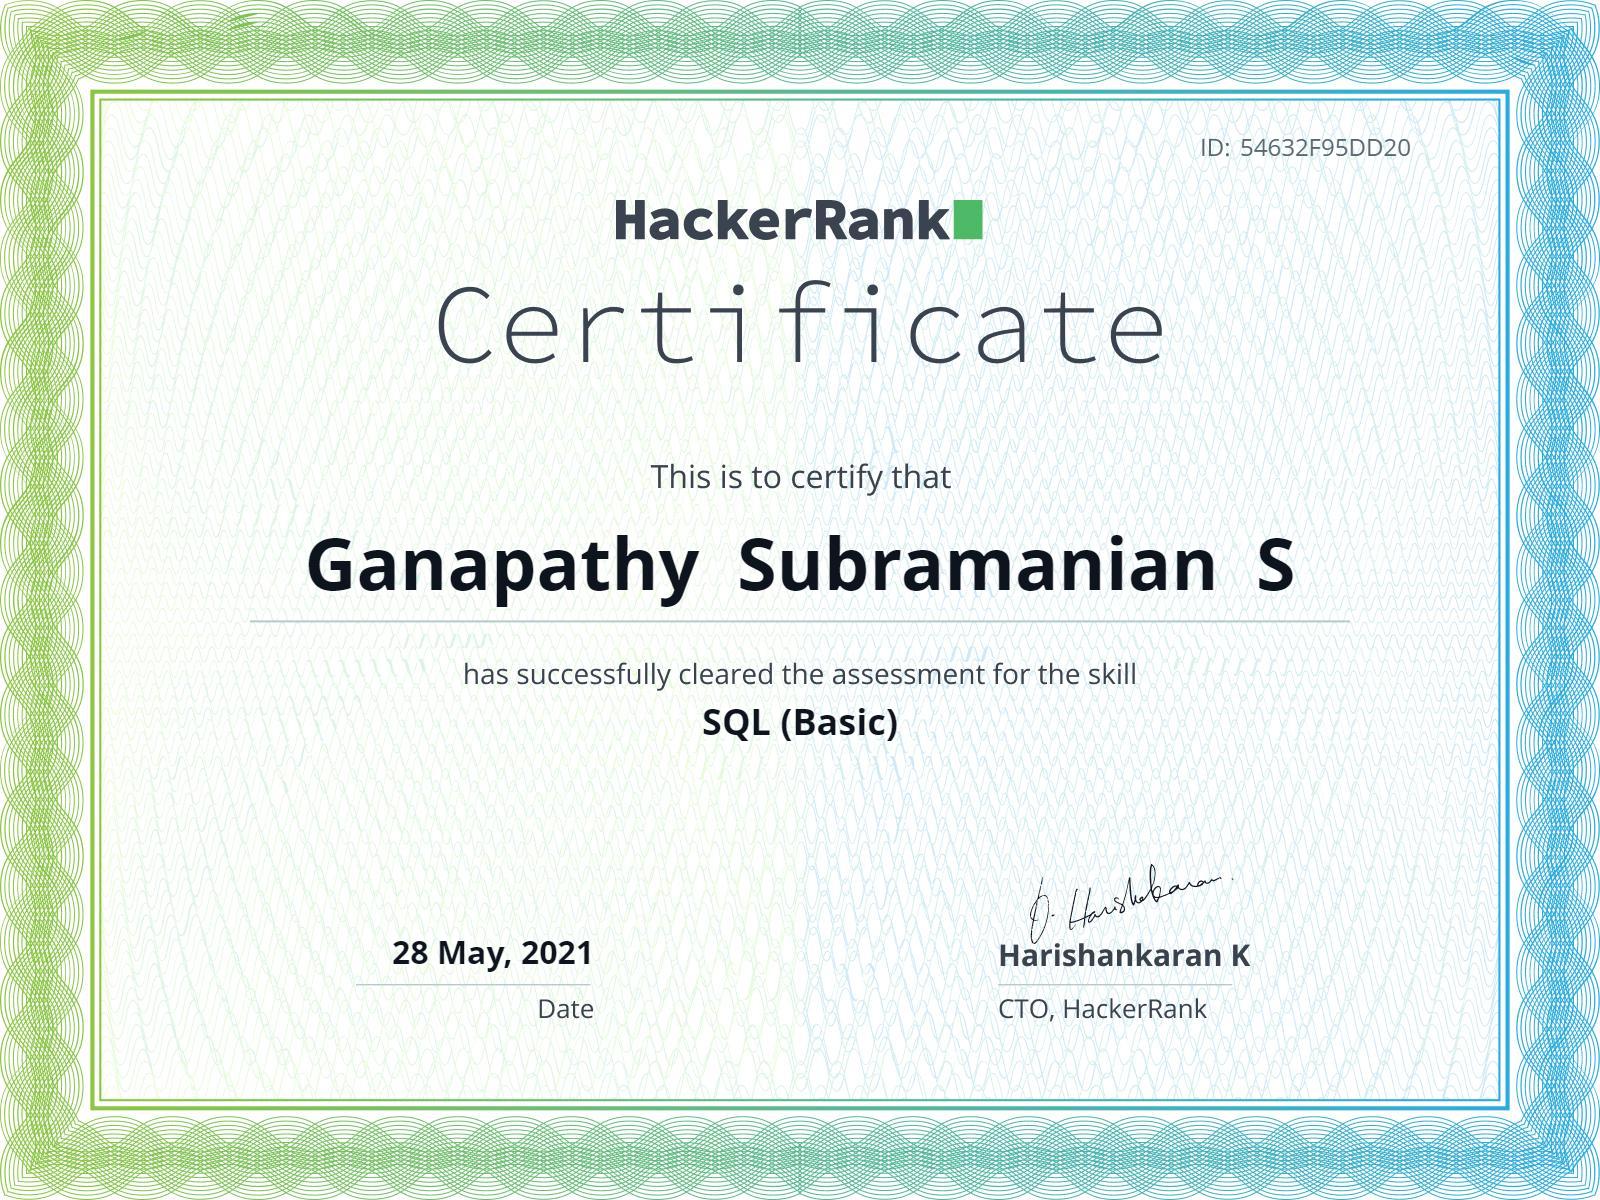 ID: 54632F95DD20
HackerRank
Certificate
This is to certify that
Ganapathy Subramanian S
has successfully cleared the assessment for the skill
SQL (Basic)
28 May, 2021
Date
Harishankaran K
CTO, HackerRank